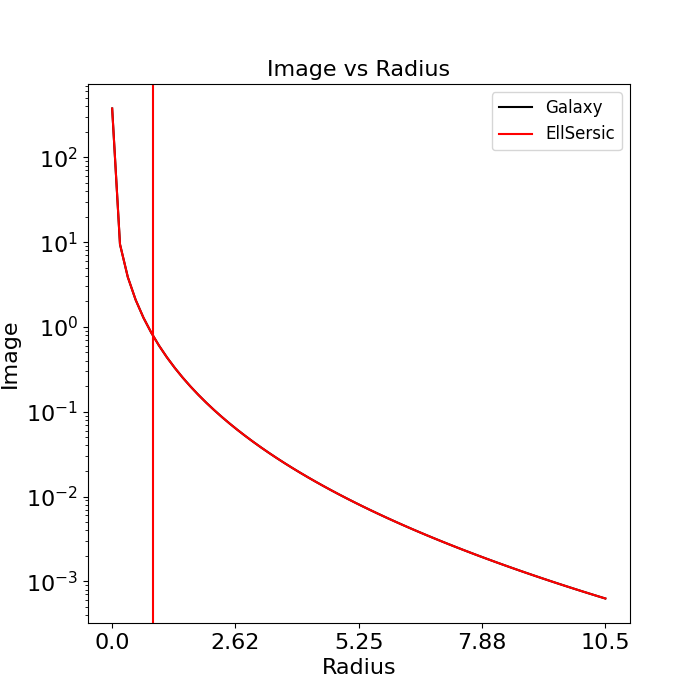 Image vs Radius
Galaxy
EllSersic
Image
10²
10¹
10⁰
10⁻¹
10⁻²
10⁻³
0.0 2.62 5.25 7.88 10.5
Radius